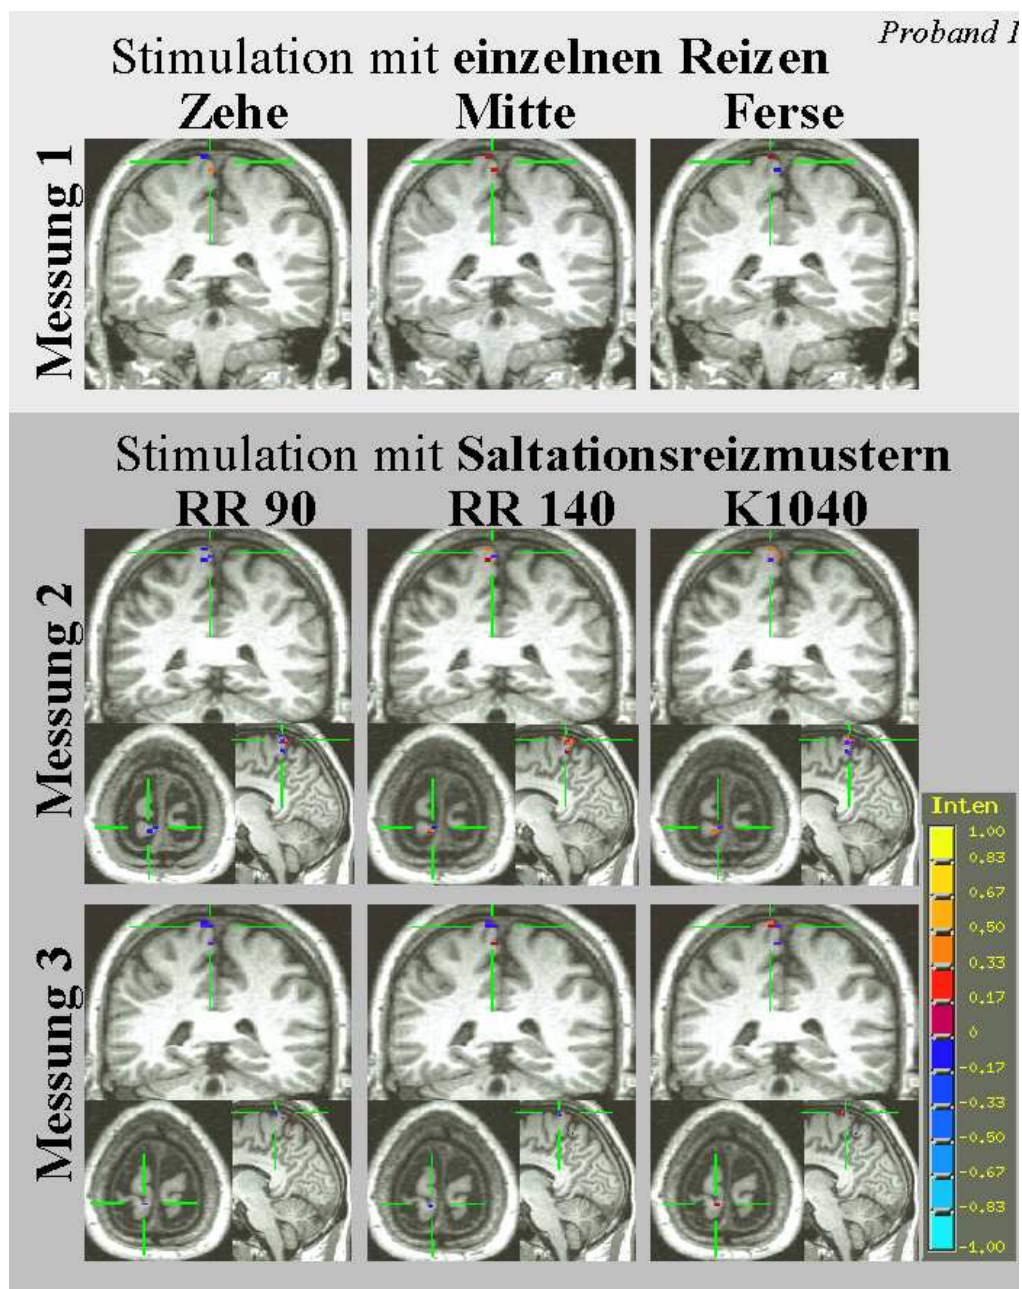 Proband 1
Stimulation mit einzelnen Reizen
Zehe Mitte Ferse
Messung 1
Stimulation mit Saltationsreizmustern
RR 90 RR 140 K1040
Messung 2
Messung 3
Inten
1.00
0.83
0.67
0.50
0.33
0.17
0
-0.17
-0.33
-0.50
-0.67
-0.83
-1.00